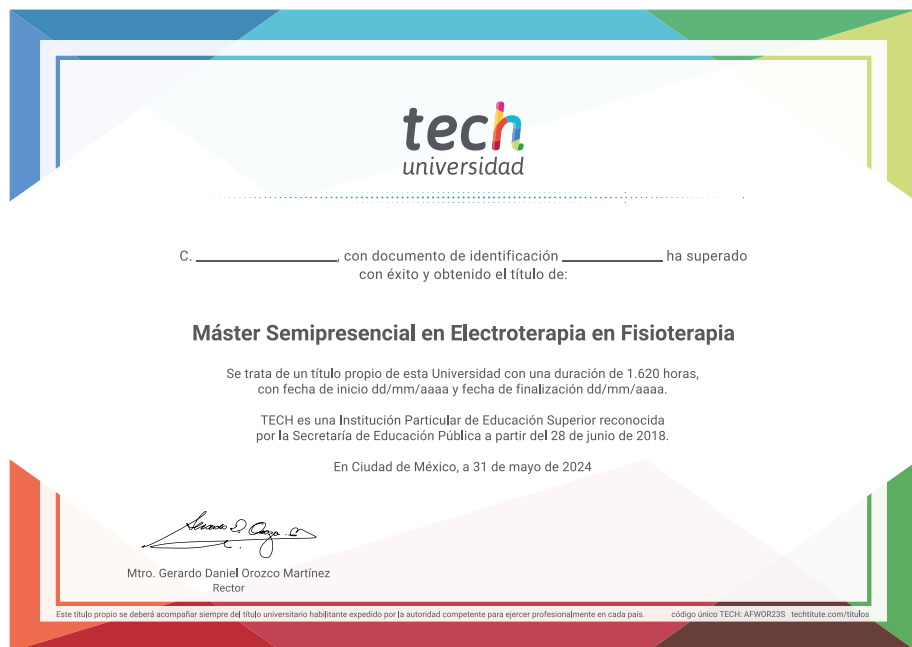 tech
universidad
C. ____________________, con documento de identificación ______________ ha superado
con éxito y obtenido el título de:
Máster Semipresencial en Electroterapia en Fisioterapia
Se trata de un título propio de esta Universidad con una duración de 1.620 horas,
con fecha de inicio dd/mm/aaaa y fecha de finalización dd/mm/aaaa.
TECH es una Institución Particular de Educación Superior reconocida
por la Secretaría de Educación Pública a partir del 28 de junio de 2018.
En Ciudad de México, a 31 de mayo de 2024
Mtro. Gerardo Daniel Orozco Martínez
Rector
Este título propio se deberá acompañar siempre del título universitario habilitante expedido por la autoridad competente para ejercer profesionalmente en cada país. código único TECH: AFWOR23S techtitute.com/titulos